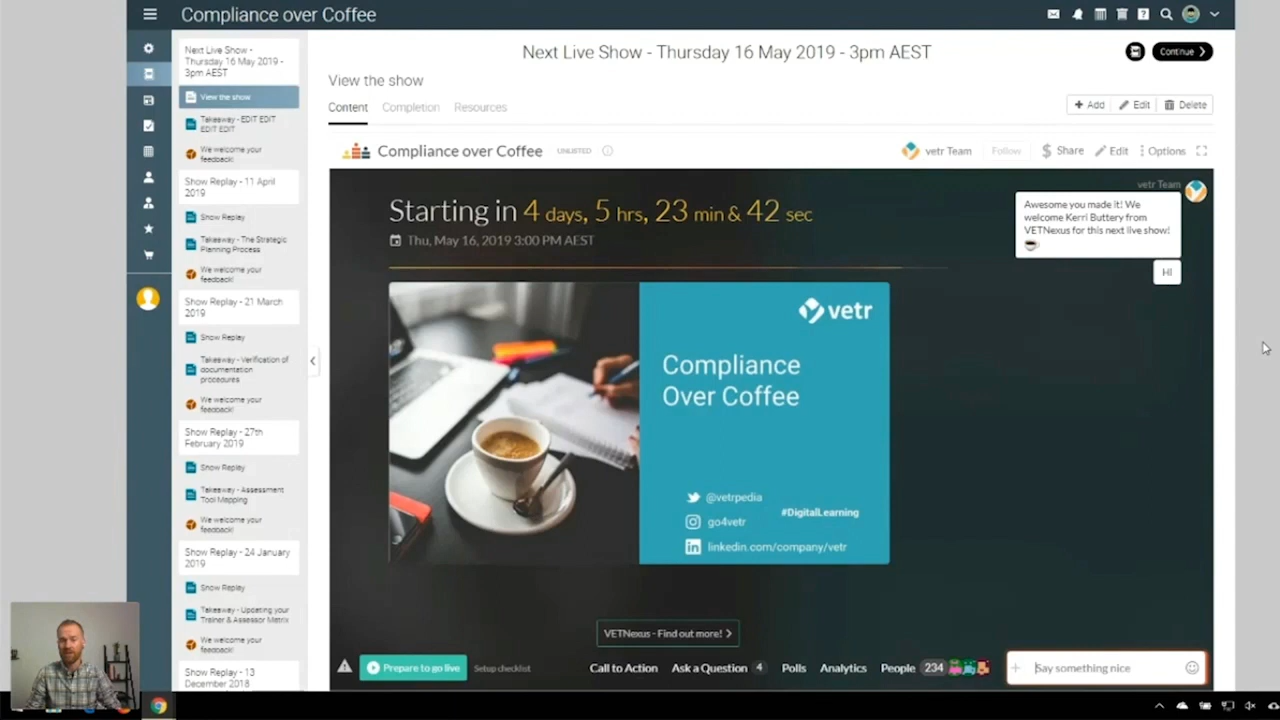 Compliance over Coffee
Next Live Show -
Thursday 16 May 2019 -
3pm AEST
View the show
Takeaway - EDIT EDIT
EDIT EDIT
We welcome your
feedback!
Show Replay - 11 April
2019
Show Replay
Takeaway - The Strategic
Planning Process
We welcome your
feedback!
Show Replay - 21 March
2019
Show Replay
Takeaway - Verification of
documentation
procedures
We welcome your
feedback!
Show Replay - 27th
February 2019
Show Replay
Takeaway - Assessment
Tool Mapping
We welcome your
feedback!
Show Replay - 24 January
2019
Show Replay
Takeaway - Updating your
Trainer & Assessor Matrix
We welcome your
feedback!
Show Replay - 13
December 2018
Next Live Show - Thursday 16 May 2019 - 3pm AEST
Continue
View the show
Content Completion Resources
Add Edit Delete
Compliance over Coffee UNLISTED
vetr Team Follow Share Edit Options
Starting in 4 days, 5 hrs, 23 min & 42 sec
Thu, May 16, 2019 3:00 PM AEST
vetr Team
Awesome you made it! We
welcome Kerri Buttery from
VETNexus for this next live show!
HI
vetr
Compliance
Over Coffee
@vetrpedia
#DigitalLearning
go4vetr
linkedin.com/company/vetr
VETNexus - Find out more!
Prepare to go live Setup checklist Call to Action Ask a Question 4 Polls Analytics People 234
Say something nice